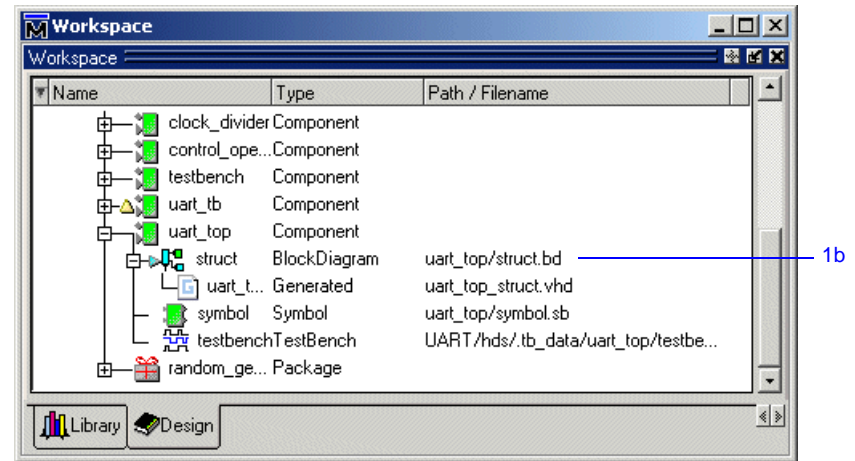 Workspace
Workspace
Name Type Path / Filename
clock_divider Component
control_ope... Component
testbench Component
uart_tb Component
uart_top Component
struct BlockDiagram uart_top/struct.bd 1b
G uart_t... Generated uart_top_struct.vhd
symbol Symbol uart_top/symbol.sb
testbench TestBench UART/hds/.tb_data/uart_top/testbe...
random_ge... Package
Library Design